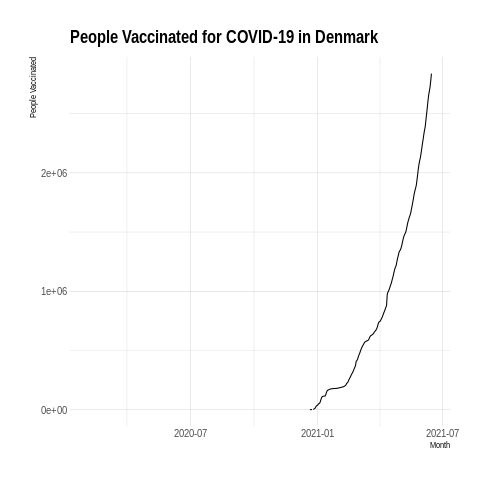 People Vaccinated for COVID-19 in Denmark
People Vaccinated
2e+06
1e+06
0e+00
2020-07
2021-01
2021-07
Month